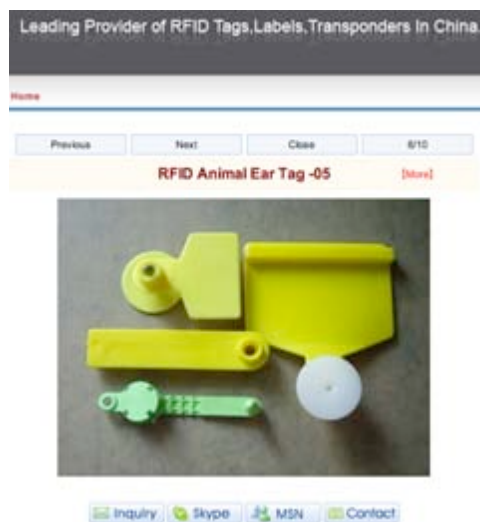 Leading Provider of RFID Tags,Labels,Transponders In China.
Home
Previous Next Close 8/10
RFID Animal Ear Tag -05 [More]
Inquiry Skype MSN Contact